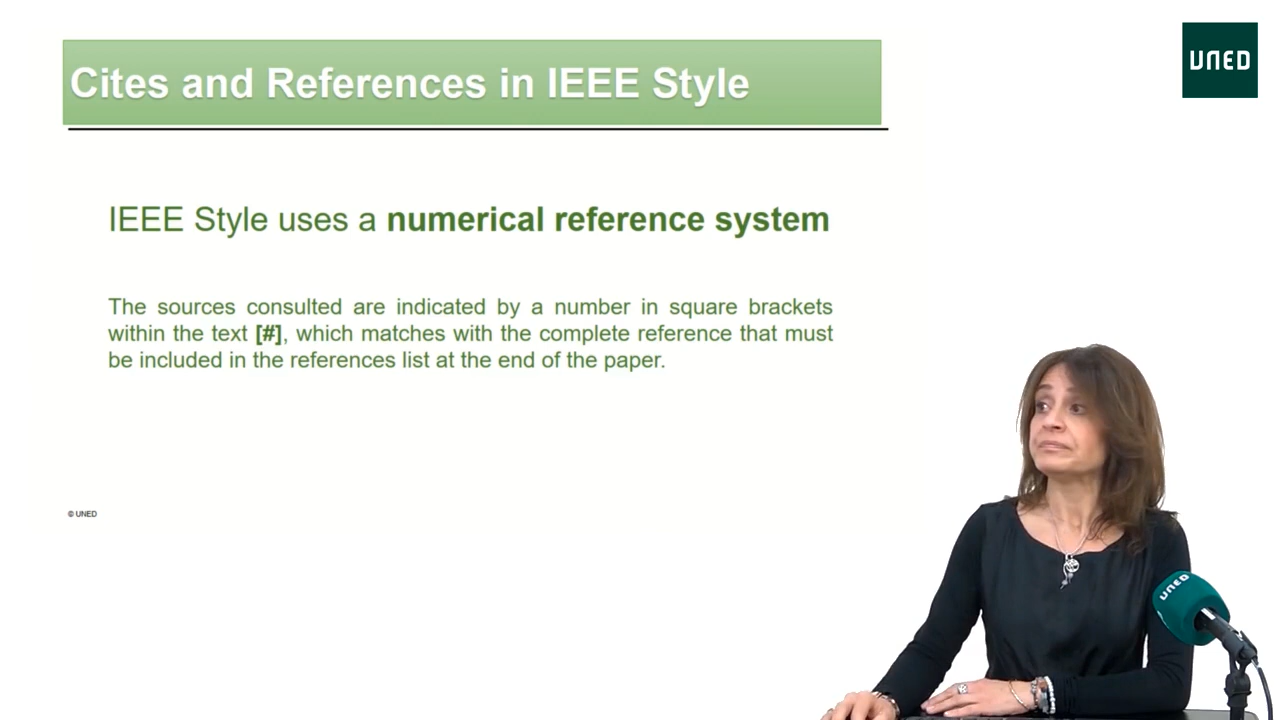 Cites and References in IEEE Style
UNED
IEEE Style uses a numerical reference system
The sources consulted are indicated by a number in square brackets
within the text [#], which matches with the complete reference that must
be included in the references list at the end of the paper.
© UNED
UNED